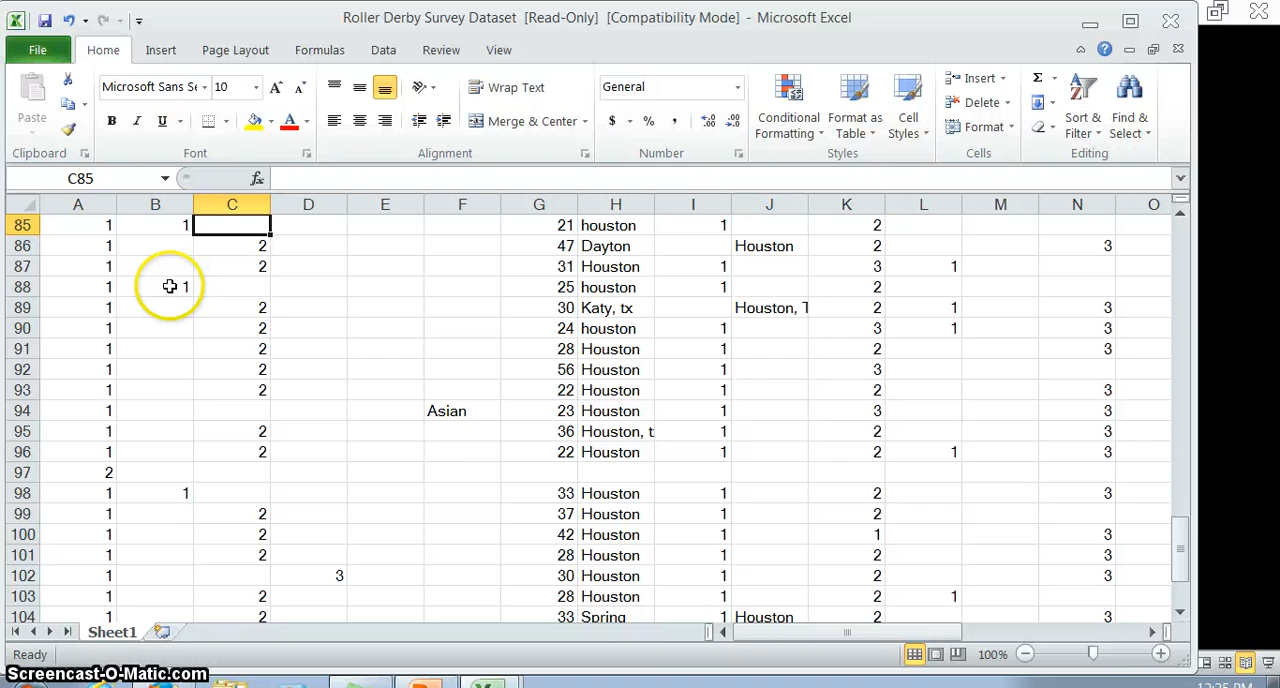 Roller Derby Survey Dataset [Read-Only] [Compatibility Mode] - Microsoft Excel
File Home Insert Page Layout Formulas Data Review View
Microsoft Sans Se 10 Wrap Text General Insert
Paste Merge & Center Conditional Formatting Format as Table Cell Styles Delete Sort & Filter Find & Select
Format
Clipboard Font Alignment Number Styles Cells Editing
C85 fx
A B C D E F G H I J K L M N O
85 1 1 21 houston 1 2
86 1 2 47 Dayton Houston 2 3
87 1 2 31 Houston 1 3 1
88 1 1 25 houston 1 2
89 1 2 30 Katy, tx Houston, T 2 1 3
90 1 2 24 houston 1 3 1 3
91 1 2 28 Houston 1 2 3
92 1 2 56 Houston 1 3
93 1 2 22 Houston 1 2 3
94 1 Asian 23 Houston 1 3 3
95 1 2 36 Houston, t 1 2 3
96 1 2 22 Houston 1 2 1 3
97 2
98 1 1 33 Houston 1 2 3
99 1 2 37 Houston 1 2
100 1 2 42 Houston 1 1 3
101 1 2 28 Houston 1 2 3
102 1 3 30 Houston 1 2 3
103 1 2 28 Houston 1 2 1
104 1 2 33 Spring 1 Houston 2 3
Sheet1
Ready 100%
Screencast-O-Matic.com
12:25 PM